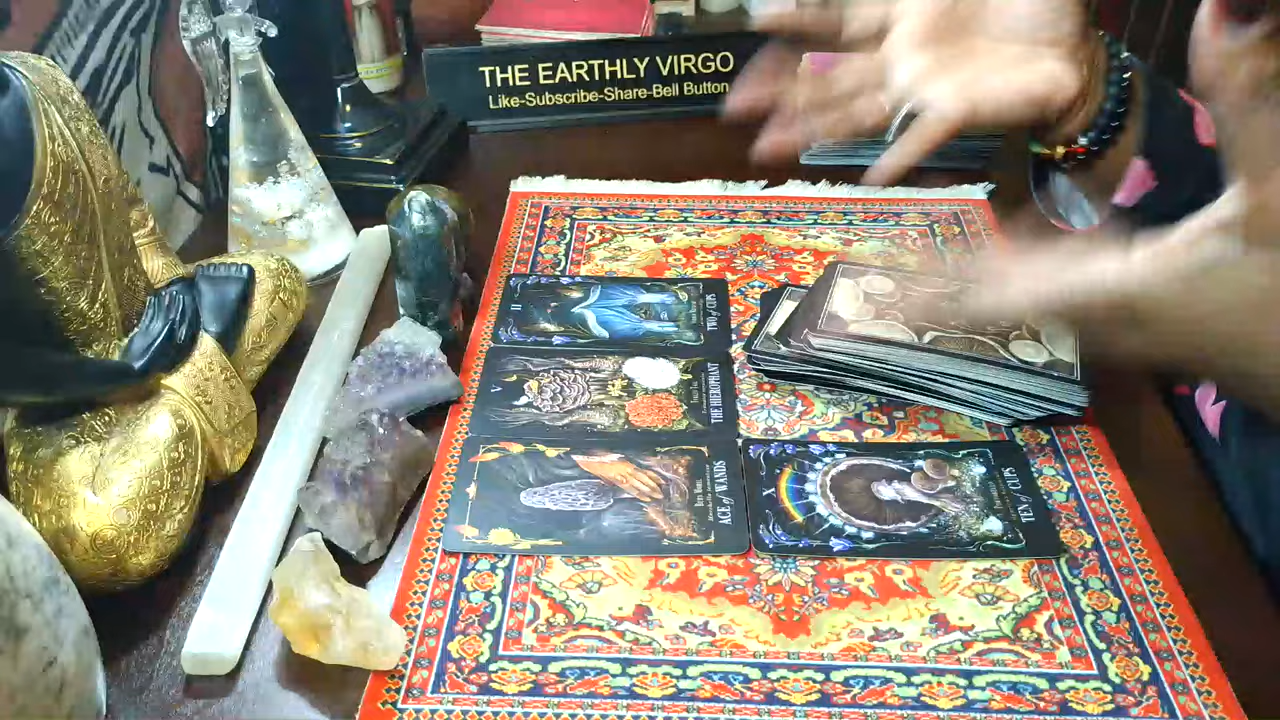 THE EARTHLY VIRGO
Like-Subscribe-Share-Bell Button
II
TWO of CUPS
V
THE HIEROPHANT
ACE of WANDS
X
TEN of CUPS